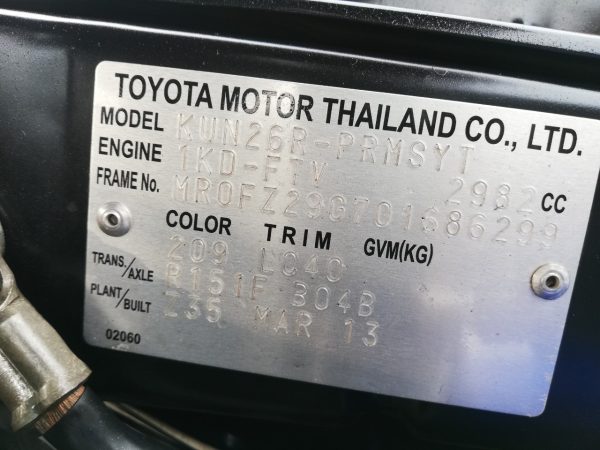 TOYOTA MOTOR THAILAND CO., LTD.
MODEL KUN26R-PRMSYT
ENGINE 1KD-FTV 2982 CC
FRAME No. MR0FZ29G701686299
COLOR TRIM GVM(KG)
209 LC40
TRANS./AXLE R151F B04B
PLANT/BUILT Z35 MAR 13
02060